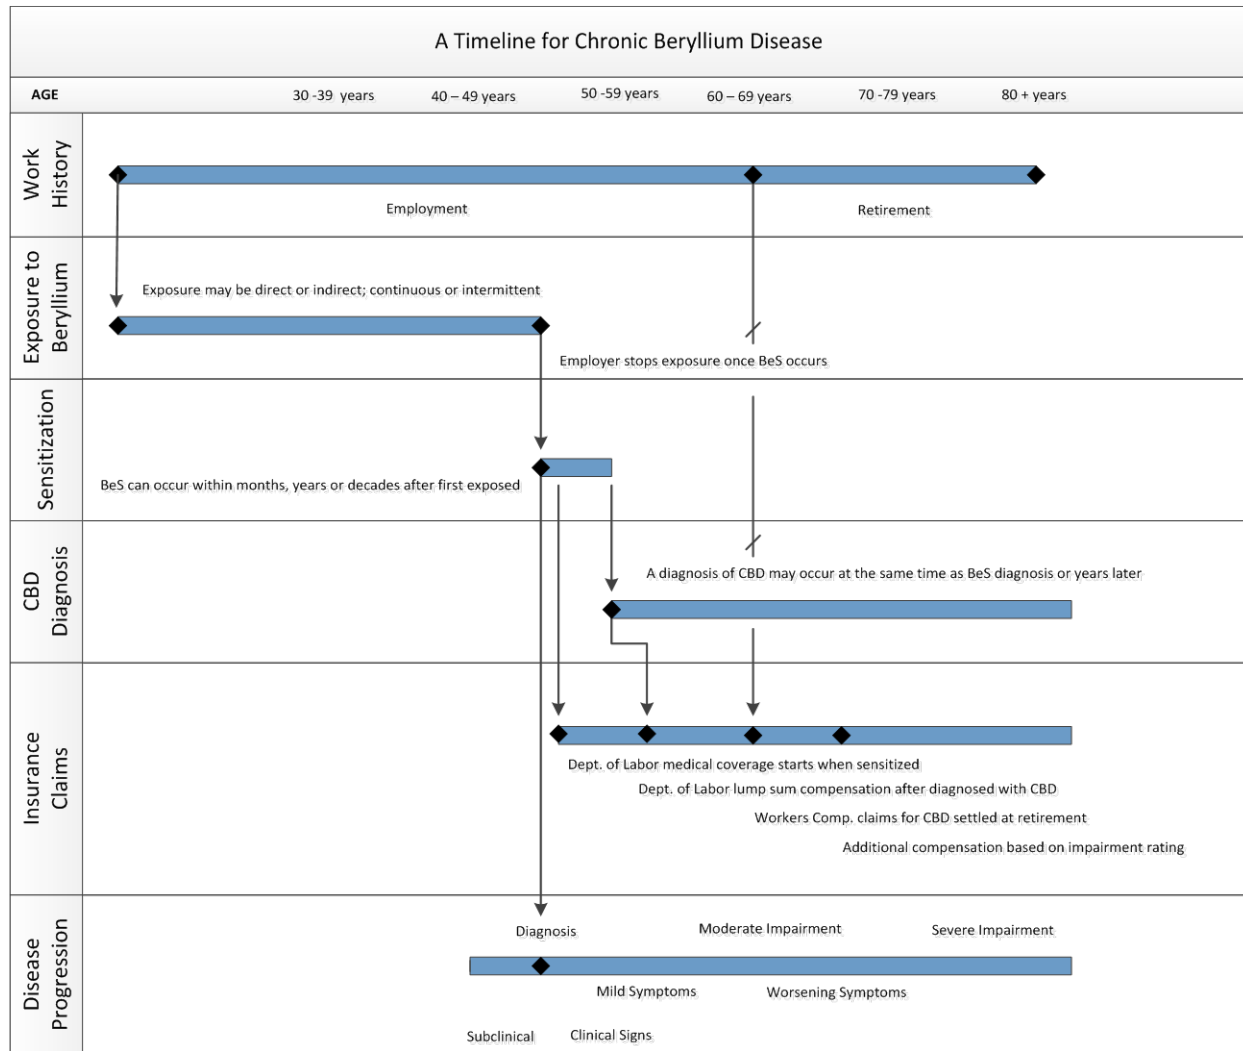 A Timeline for Chronic Beryllium Disease
AGE
30 -39 years
40 – 49 years
50 -59 years
60 – 69 years
70 -79 years
80 + years
Work
History
Employment
Retirement
Exposure to
Beryllium
Exposure may be direct or indirect; continuous or intermittent
Employer stops exposure once BeS occurs
Sensitization
BeS can occur within months, years or decades after first exposed
CBD
Diagnosis
A diagnosis of CBD may occur at the same time as BeS diagnosis or years later
Insurance
Claims
Dept. of Labor medical coverage starts when sensitized
Dept. of Labor lump sum compensation after diagnosed with CBD
Workers Comp. claims for CBD settled at retirement
Additional compensation based on impairment rating
Disease
Progression
Diagnosis
Moderate Impairment
Severe Impairment
Mild Symptoms
Worsening Symptoms
Subclinical
Clinical Signs